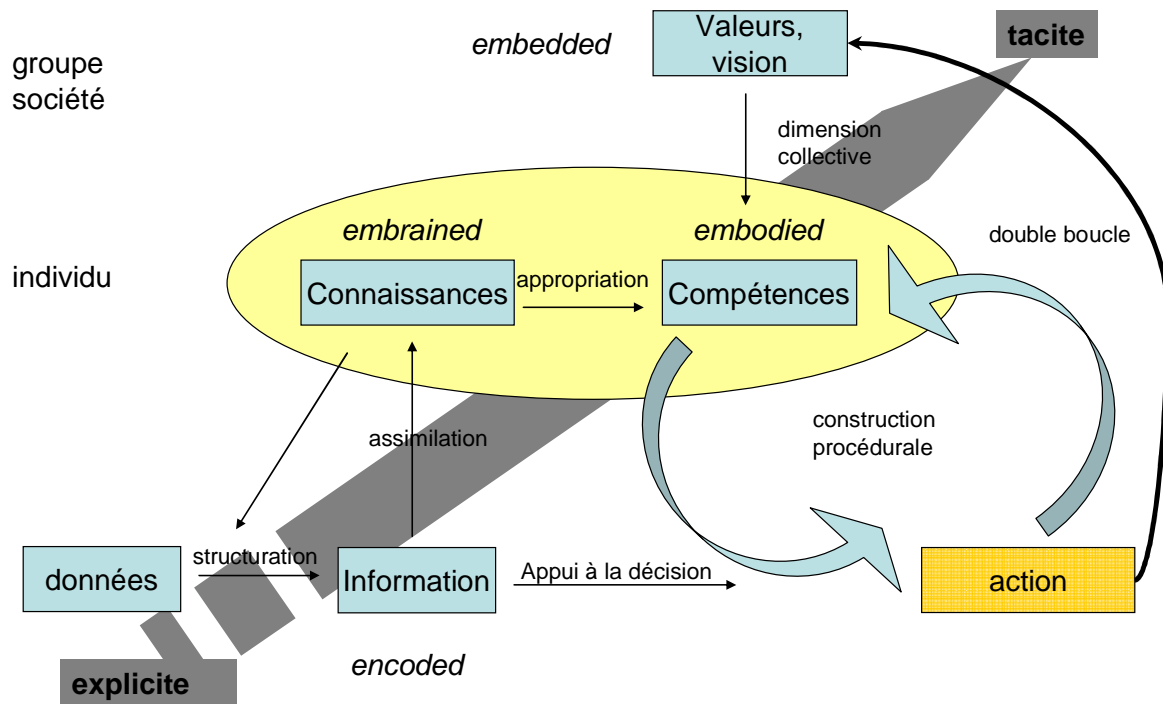 embedded
Valeurs,
vision
tacite
groupe
société
dimension
collective
embrained
embodied
double boucle
individu
Connaissances
appropriation
Compétences
assimilation
construction
procédurale
données
structuration
Information
Appui à la décision
action
encoded
explicite